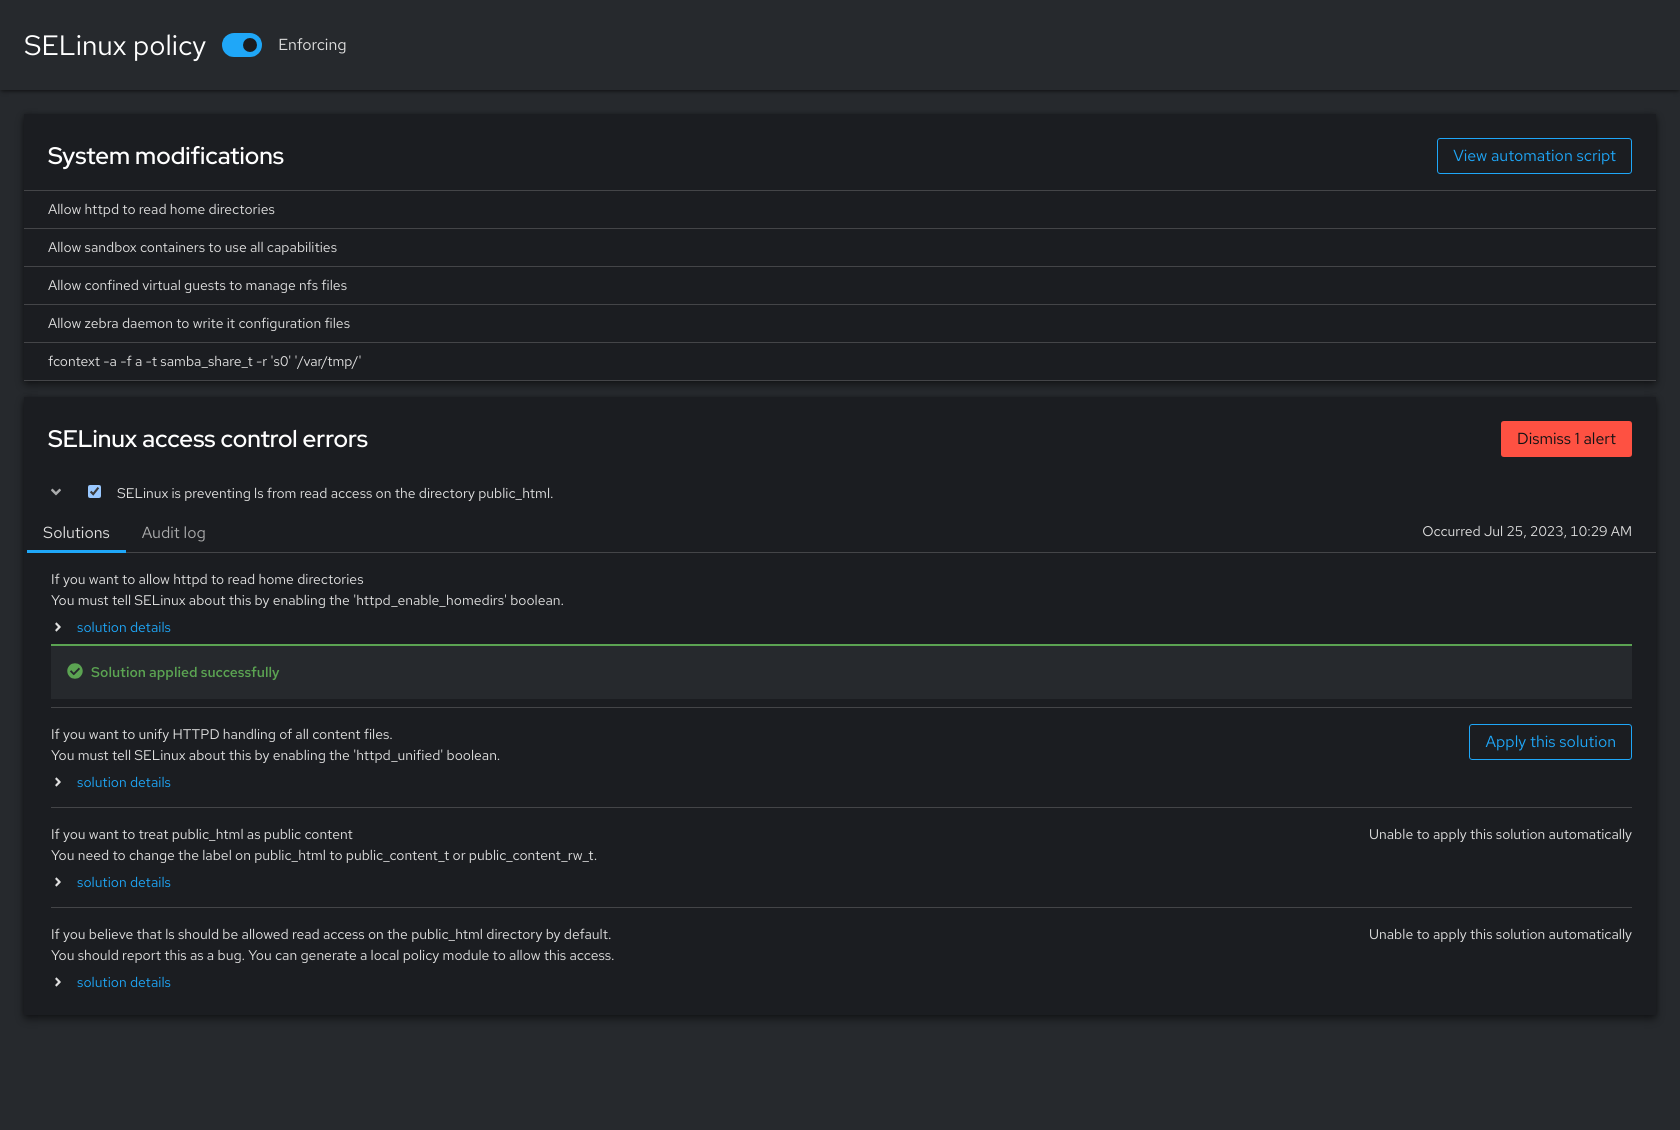 SELinux policy Enforcing
System modifications
View automation script
Allow httpd to read home directories
Allow sandbox containers to use all capabilities
Allow confined virtual guests to manage nfs files
Allow zebra daemon to write it configuration files
fcontext -a -f a -t samba_share_t -r 's0' '/var/tmp/'
SELinux access control errors
Dismiss 1 alert
SELinux is preventing ls from read access on the directory public_html.
Solutions Audit log
Occurred Jul 25, 2023, 10:29 AM
If you want to allow httpd to read home directories
You must tell SELinux about this by enabling the 'httpd_enable_homedirs' boolean.
solution details
Solution applied successfully
If you want to unify HTTPD handling of all content files.
You must tell SELinux about this by enabling the 'httpd_unified' boolean.
Apply this solution
solution details
If you want to treat public_html as public content
Unable to apply this solution automatically
You need to change the label on public_html to public_content_t or public_content_rw_t.
solution details
If you believe that ls should be allowed read access on the public_html directory by default.
Unable to apply this solution automatically
You should report this as a bug. You can generate a local policy module to allow this access.
solution details